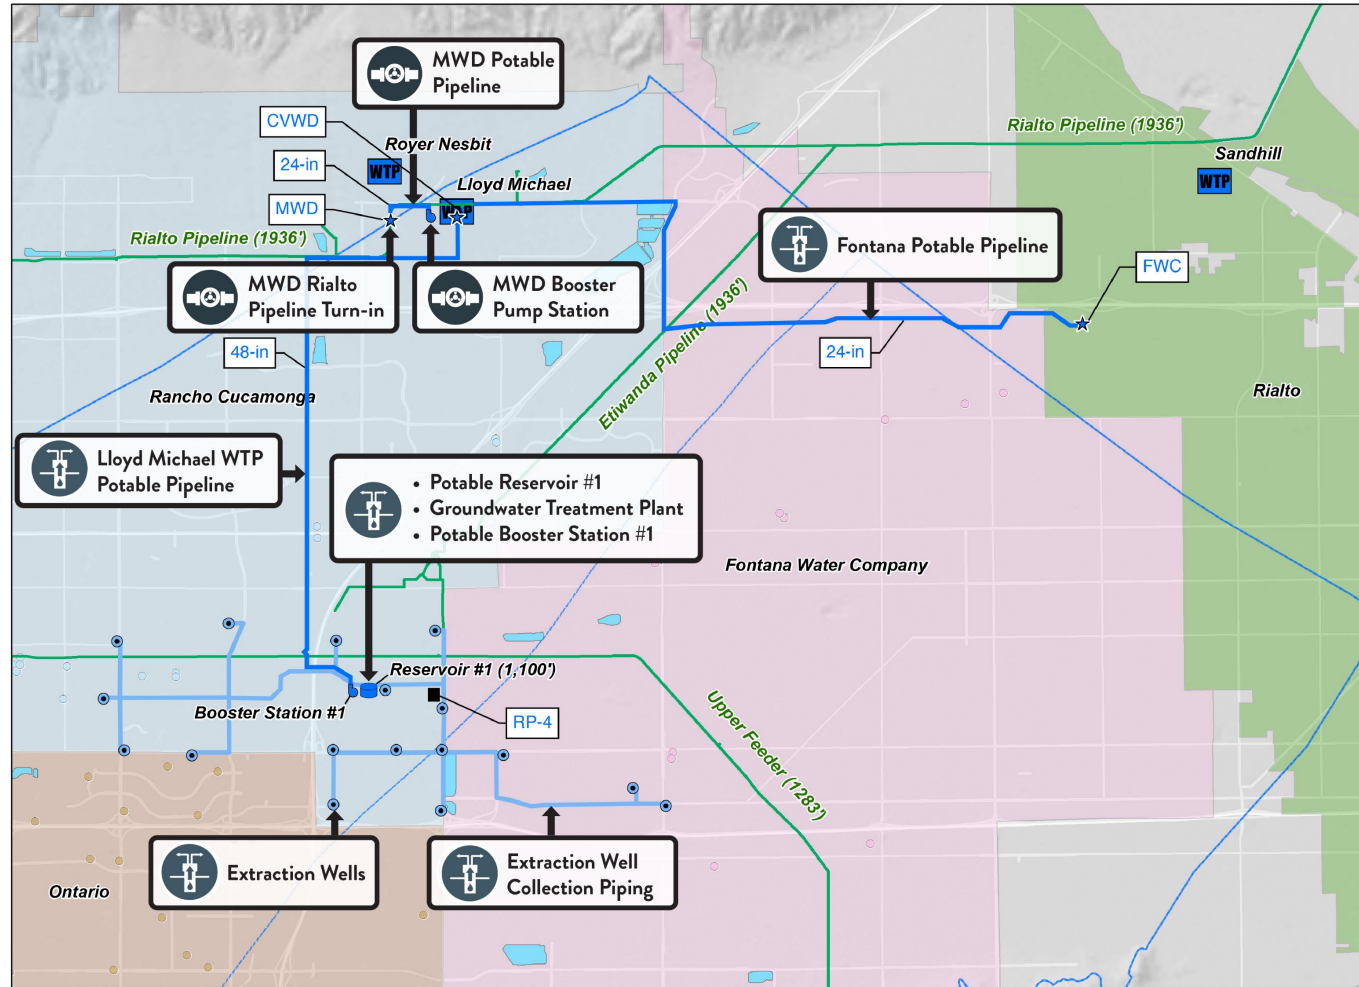 MWD Potable
Pipeline
CVWD
Royer Nesbit
Rialto Pipeline (1936')
Sandhill
24-in
WTP
Lloyd Michael
WTP
MWD
WTP
Rialto Pipeline (1936')
Fontana Potable Pipeline
FWC
MWD Rialto
Pipeline Turn-in
MWD Booster
Pump Station
Etiwanda Pipeline (1936')
48-in
24-in
Rancho Cucamonga
Rialto
Lloyd Michael WTP
Potable Pipeline
• Potable Reservoir #1
• Groundwater Treatment Plant
• Potable Booster Station #1
Fontana Water Company
Reservoir #1 (1,100')
Booster Station #1
RP-4
Upper Feeder (1283')
Extraction Wells
Extraction Well
Collection Piping
Ontario